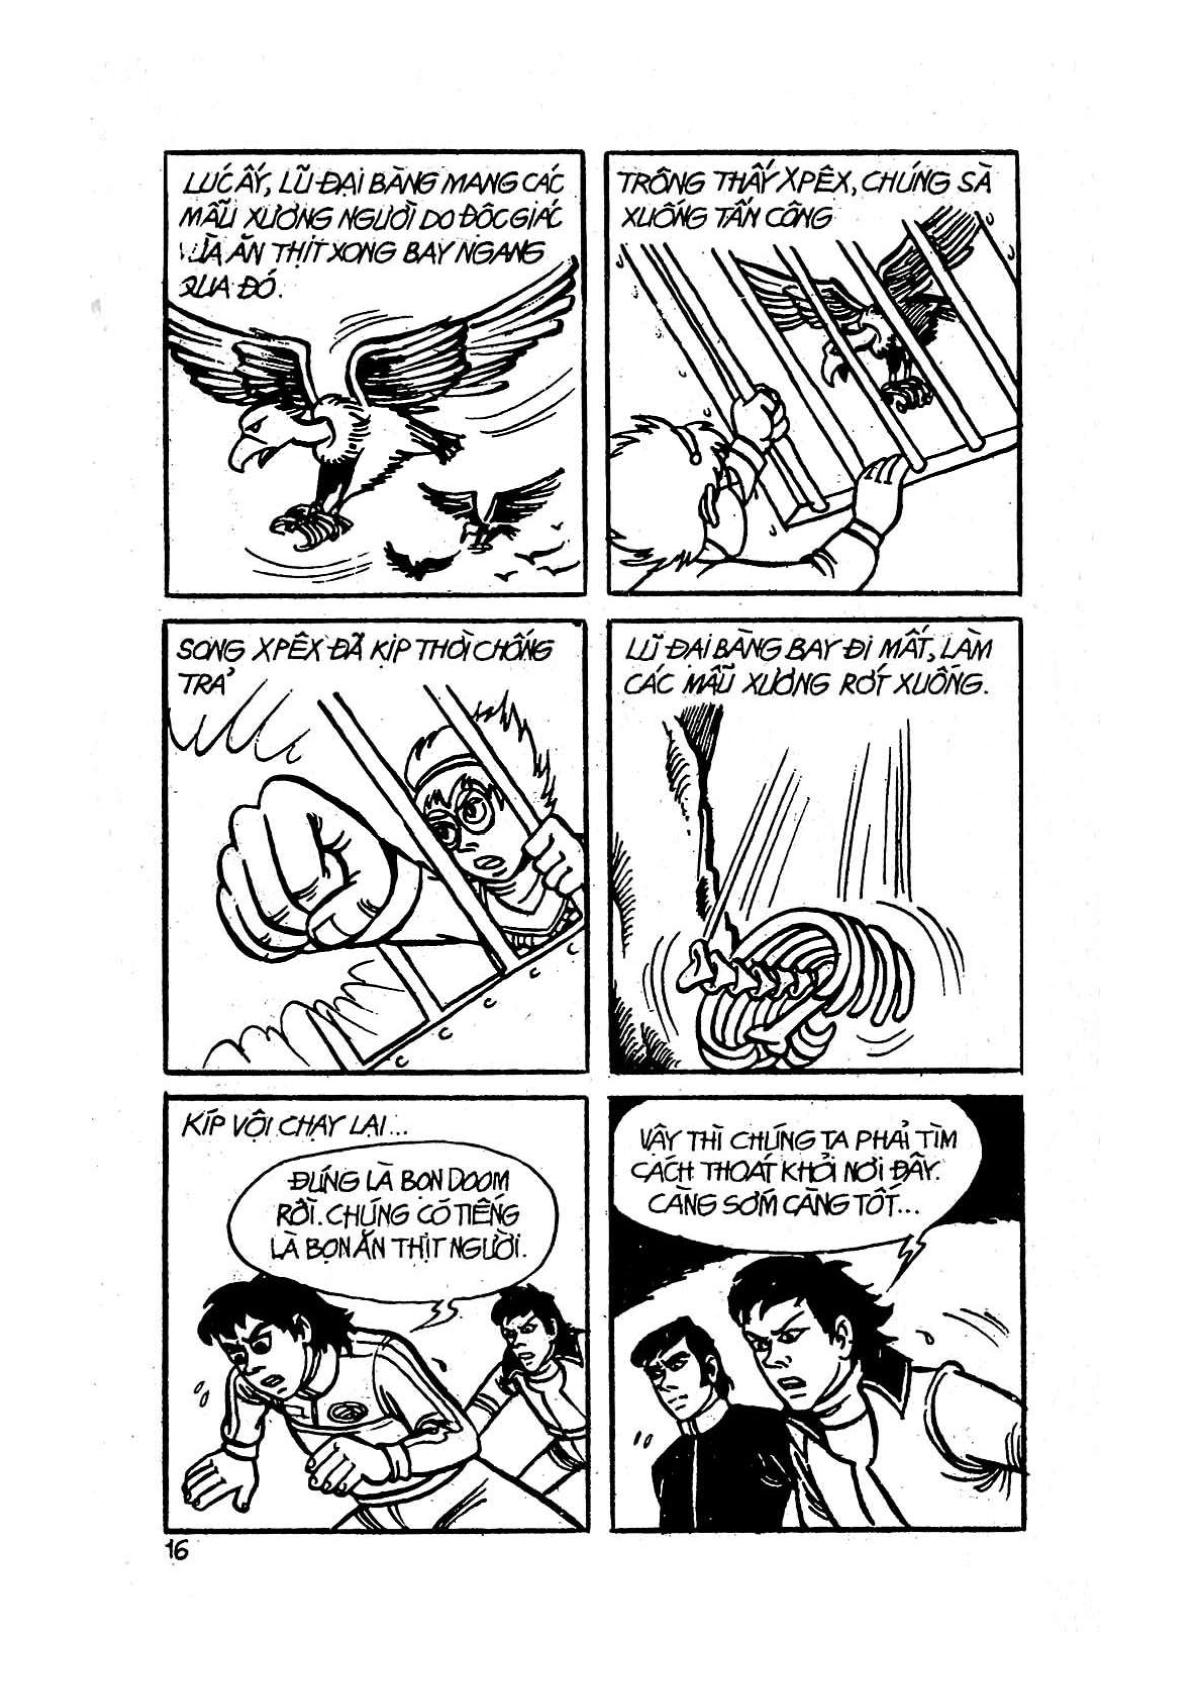 LÚC ẤY, LŨ ĐẠI BÀNG MANG CÁC
MẪU XƯƠNG NGƯỜI DO ĐỘC GIÁC
VỪA ĂN THỊT XONG BAY NGANG
QUA ĐÓ.
TRÔNG THẤY XPÊX, CHÚNG SÀ
XUỐNG TẤN CÔNG
SONG XPÊX ĐÃ KỊP THỜI CHỐNG
TRẢ
LŨ ĐẠI BÀNG BAY ĐI MẤT, LÀM
CÁC MẪU XƯƠNG RỚT XUỐNG.
KÍP VỘI CHẠY LẠI...
ĐÚNG LÀ BỌN DOOM
RỒI. CHÚNG CÓ TIẾNG
LÀ BỌN ĂN THỊT NGƯỜI.
VẬY THÌ CHÚNG TA PHẢI TÌM
CÁCH THOÁT KHỎI NƠI ĐÂY.
CÀNG SỚM CÀNG TỐT...
16